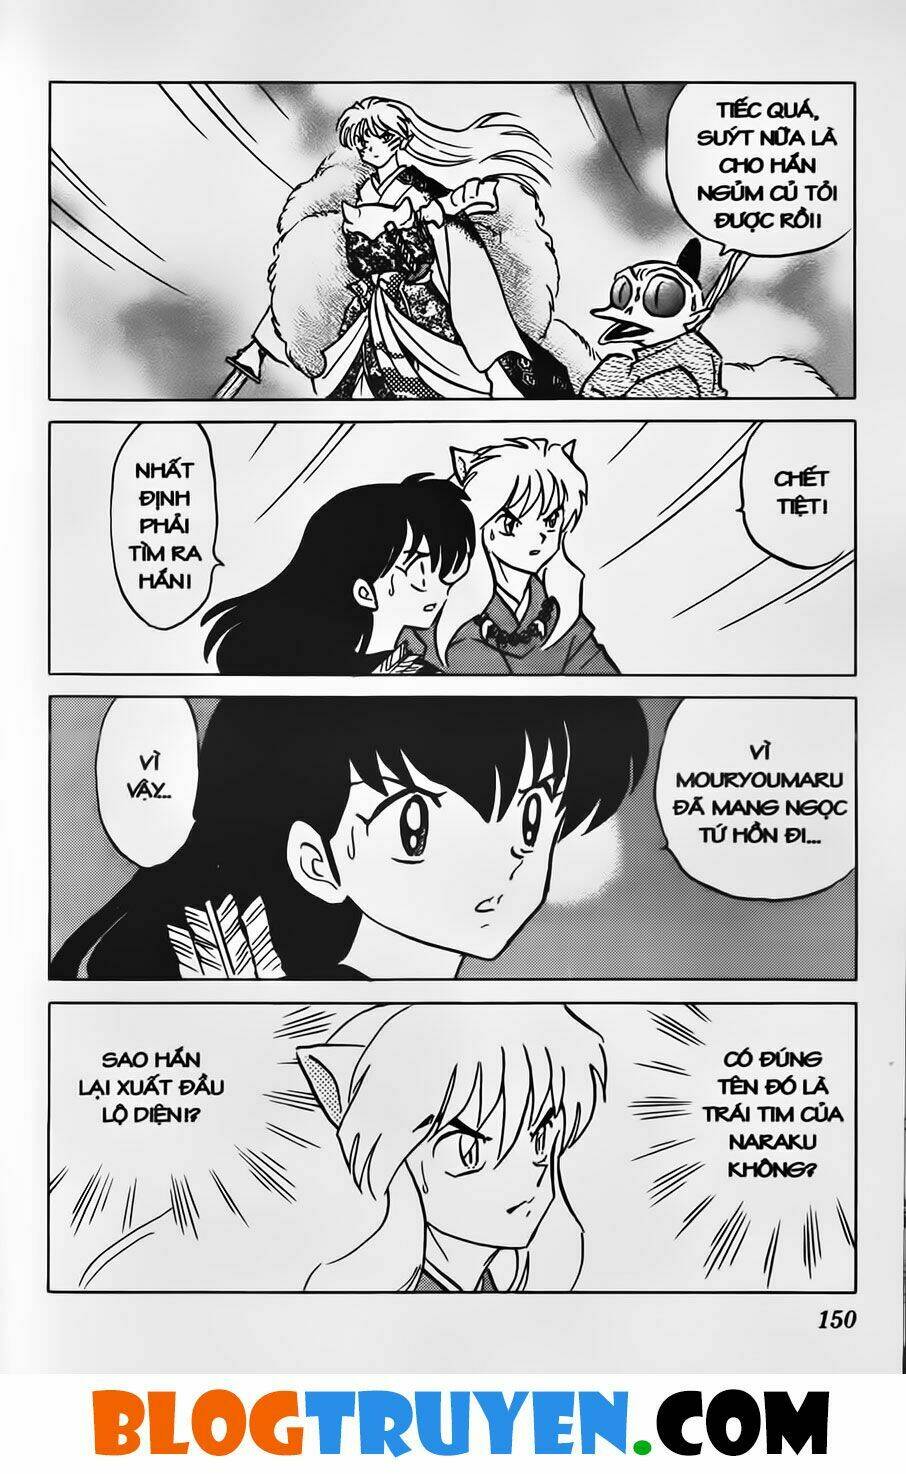 TIẾC QUÁ,
SUÝT NỮA LÀ
CHO HẮN
NGỦM CỦ TỎI
ĐƯỢC RỒI!
CHẾT
TIỆT!
NHẤT
ĐỊNH
PHẢI
TÌM RA
HẮN!
VÌ
MOURYOUMARU
ĐÃ MANG NGỌC
TỨ HỒN ĐI...
VÌ
VẬY...
CÓ ĐÚNG
TÊN ĐÓ LÀ
TRÁI TIM CỦA
NARAKU
KHÔNG?
SAO HẮN
LẠI XUẤT ĐẦU
LỘ DIỆN!?
150
BLOGTRUYEN.COM